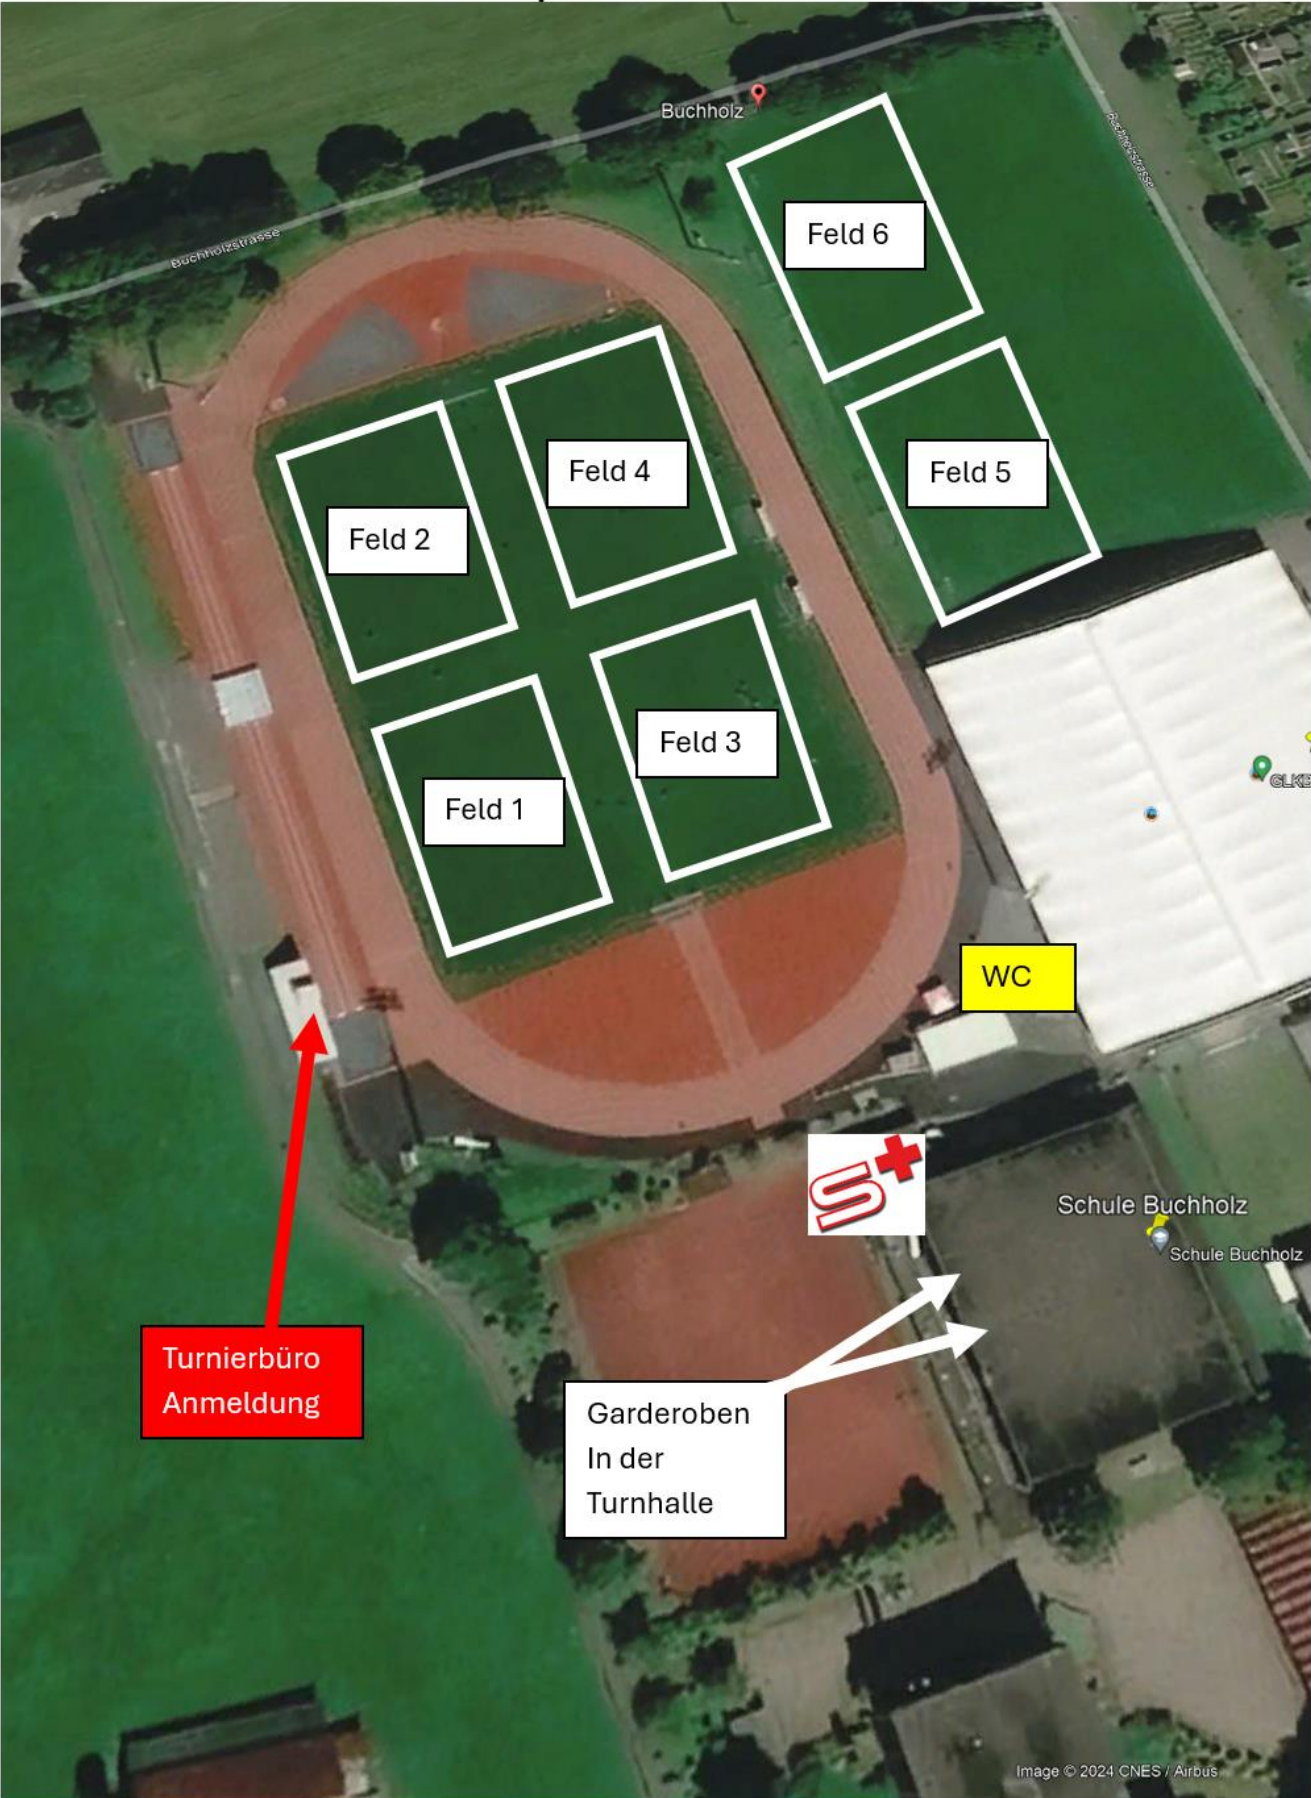 Buchholz
Buchholzstrasse
Buchholzstrasse
Feld 6
Feld 4
Feld 5
Feld 2
Feld 3
Feld 1
WC
S+
Schule Buchholz
Schule Buchholz
Turnierbüro
Anmeldung
Garderoben
In der
Turnhalle
Image © 2024 CNES / Airbus